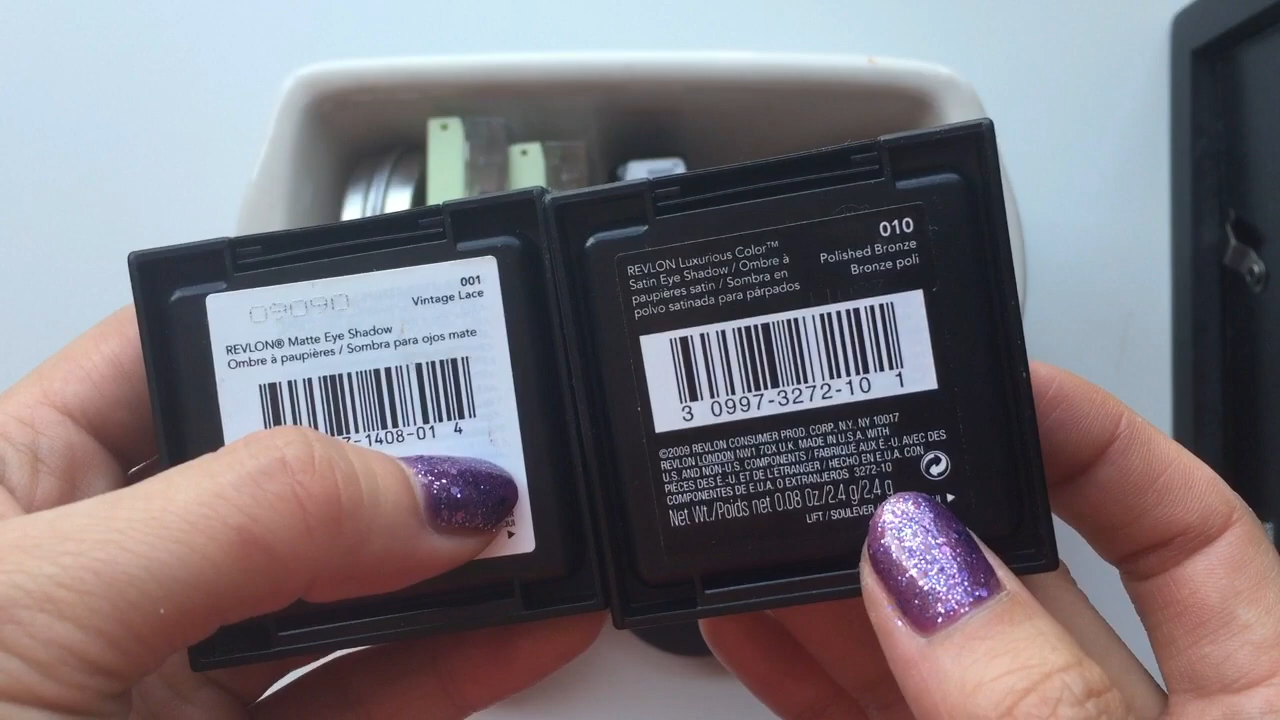 09090
001
Vintage Lace
REVLON® Matte Eye Shadow
Ombre à paupières / Sombra para ojos mate
7-1408-01 4
010
Polished Bronze
Bronze poli
REVLON Luxurious Color™
Satin Eye Shadow / Ombre à
paupières satin / Sombra en
polvo satinada para párpados
3 0997-3272-10 1
©2009 REVLON CONSUMER PROD. CORP., N.Y. NY 10017
REVLON LONDON NW1 7QX U.K. MADE IN U.S.A. WITH
U.S. AND NON-U.S. COMPONENTS / FABRIQUÉ AUX É.-U. AVEC DES
PIÈCES DES É.-U. ET DE L'ÉTRANGER / HECHO EN E.U.A. CON
COMPONENTES DE E.U.A. O EXTRANJEROS 3272-10
Net Wt./Poids net 0.08 Oz./2.4 g/2,4 g
LIFT / SOULEVER